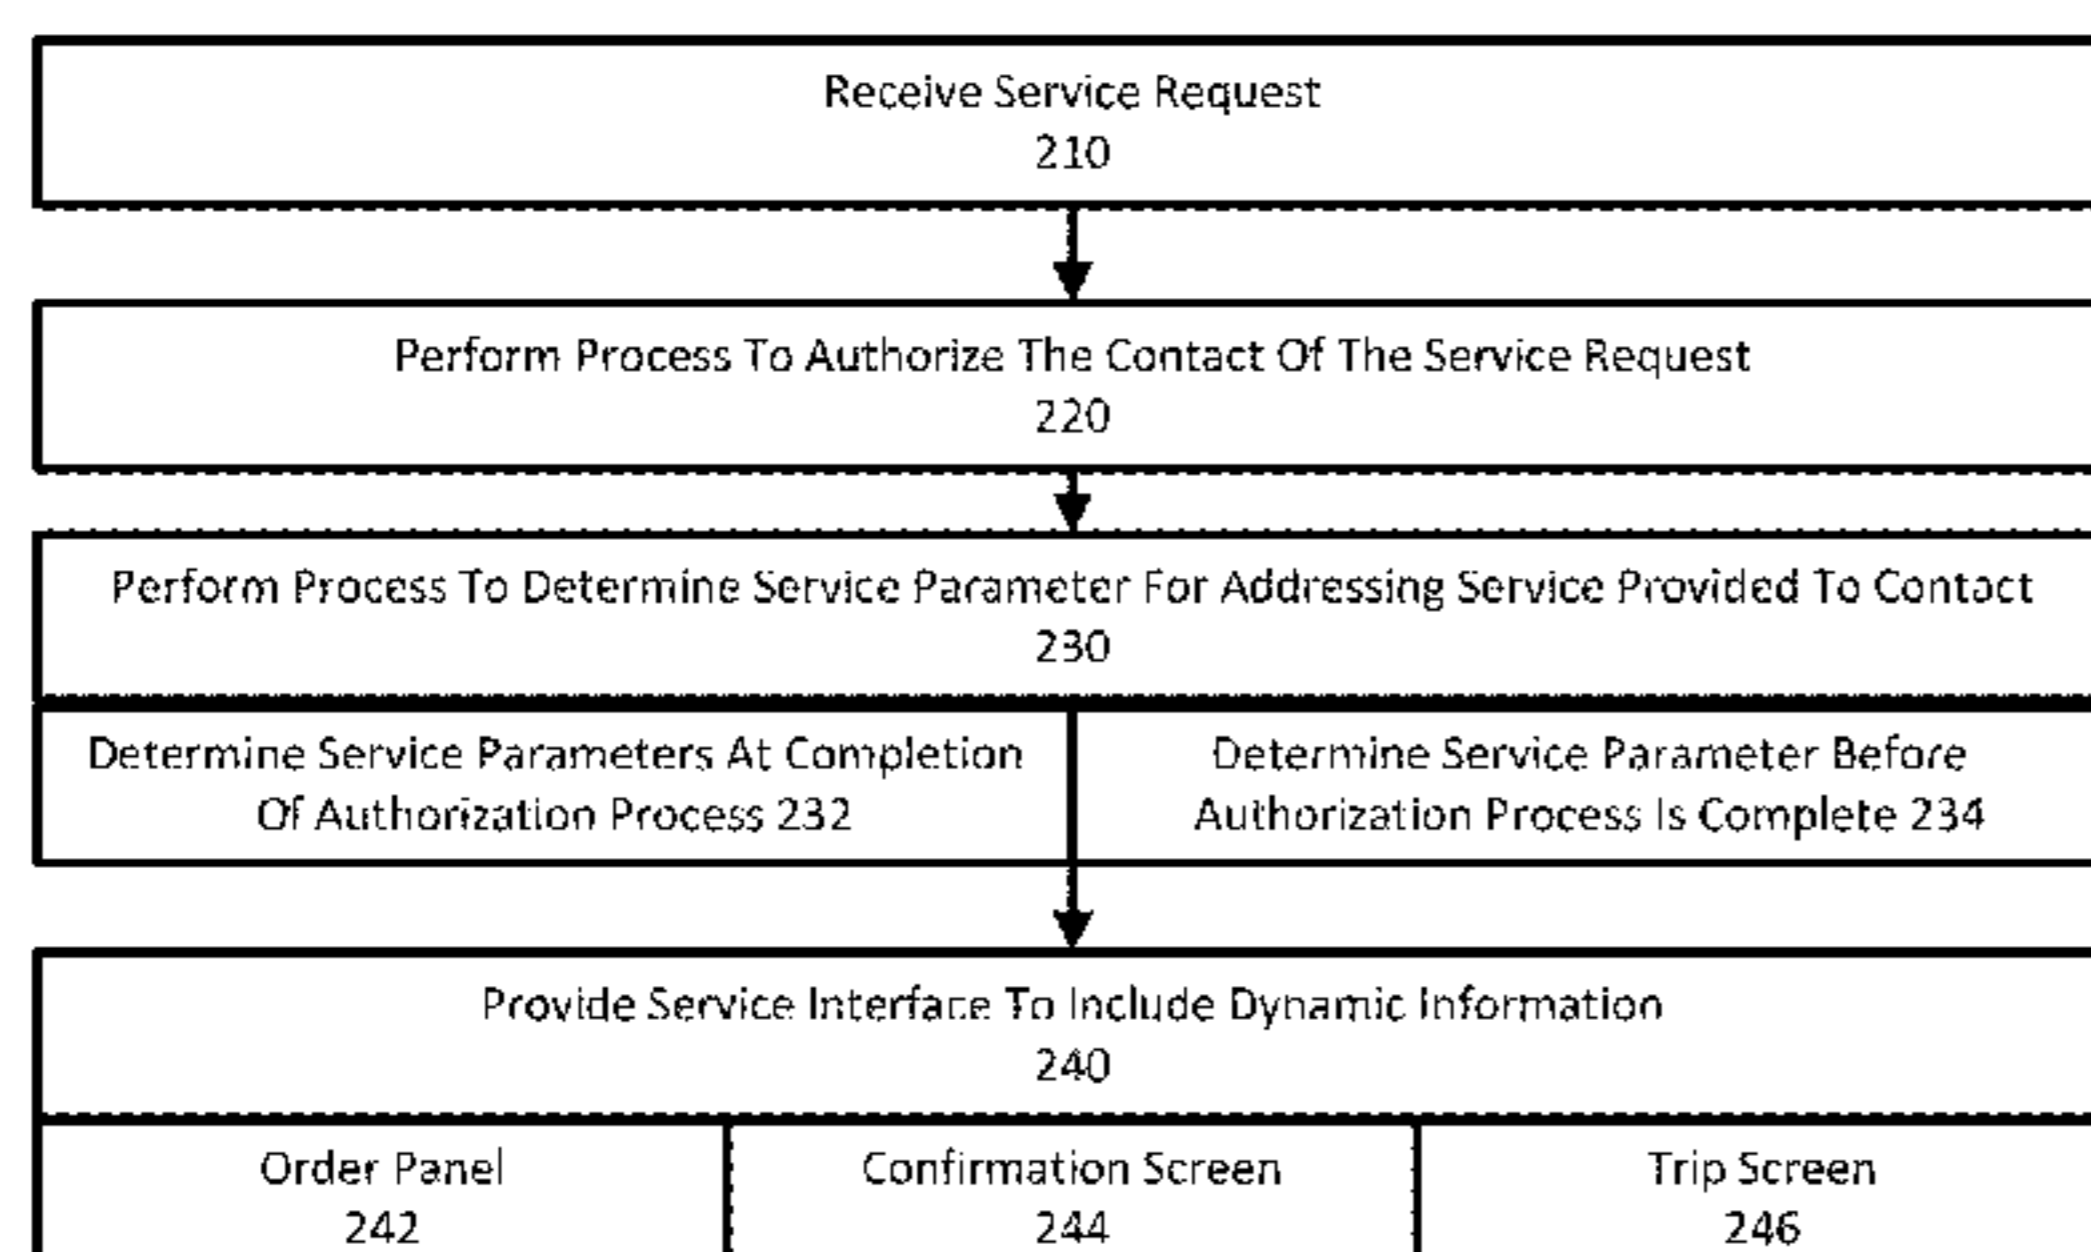 Receive Service Request
210
Perform Process To Authorize The Contact Of The Service Request
220
Perform Process To Determine Service Parameter For Addressing Service Provided To Contact
230
Determine Service Parameters At Completion
Of Authorization Process 232
Determine Service Parameter Before
Authorization Process Is Complete 234
Provide Service Interface To Include Dynamic Information
240
Order Panel
242
Confirmation Screen
244
Trip Screen
246